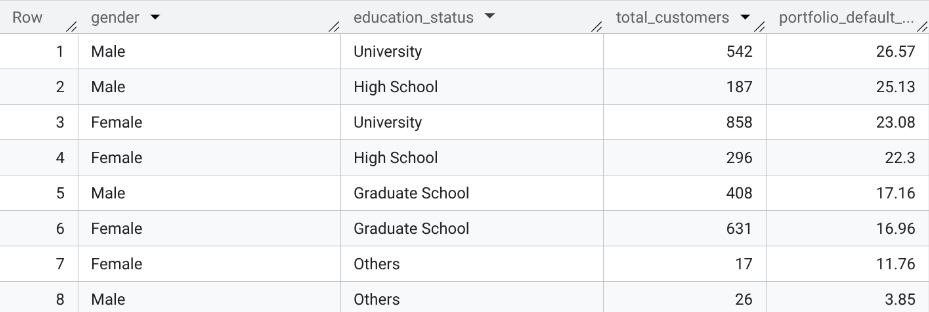 Row gender education_status total_customers portfolio_default_...
1 Male University 542 26.57
2 Male High School 187 25.13
3 Female University 858 23.08
4 Female High School 296 22.3
5 Male Graduate School 408 17.16
6 Female Graduate School 631 16.96
7 Female Others 17 11.76
8 Male Others 26 3.85